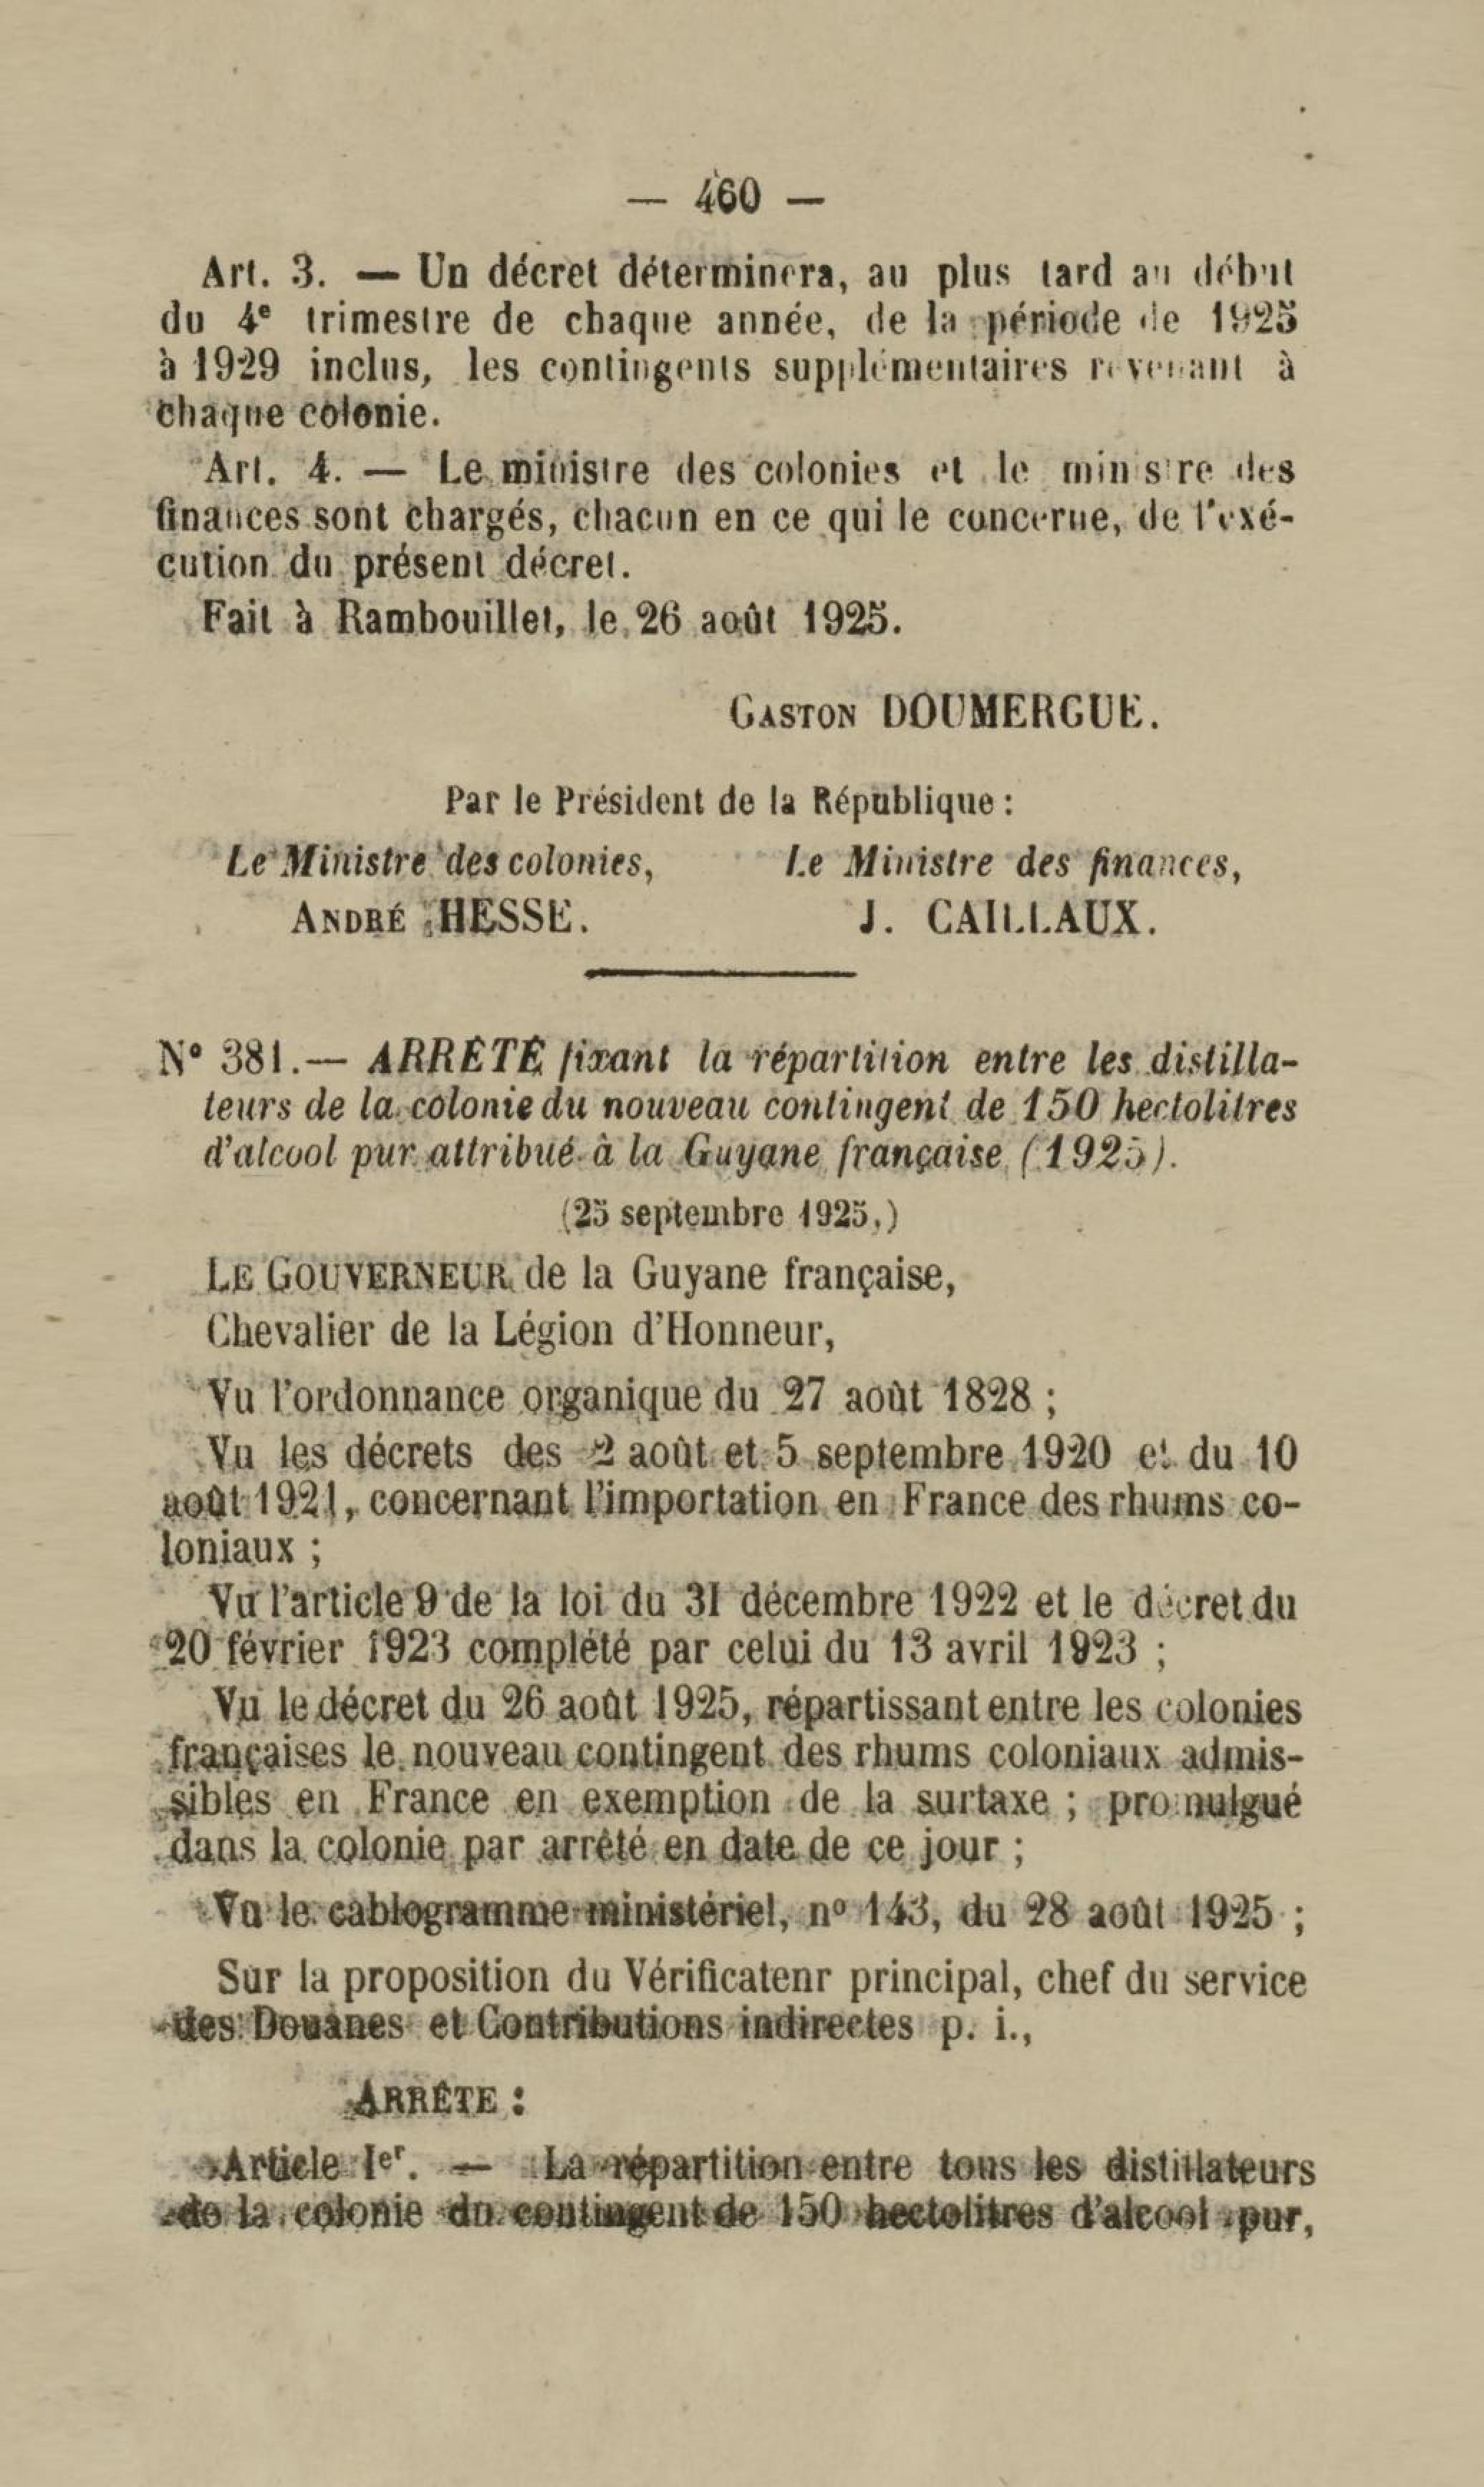 — 460 —
Art. 3. — Un décret déterminera, au plus tard au début
du 4e trimestre de chaque année, de la période de 1925
à 1929 inclus, les contingents supplémentaires revenant à
chaque colonie.
Art. 4. — Le ministre des colonies et le ministre des
finances sont chargés, chacun en ce qui le concerne, de l'exé-
cution du présent décret.
Fait à Rambouillet, le 26 août 1925.
GASTON DOUMERGUE.
Par le Président de la République :
Le Ministre des colonies, Le Ministre des finances,
ANDRÉ HESSE. J. CAILLAUX.
N° 381. — ARRÊTÉ fixant la répartition entre les distilla-
teurs de la colonie du nouveau contingent de 150 hectolitres
d'alcool pur attribué à la Guyane française (1925).
(25 septembre 1925.)
LE GOUVERNEUR de la Guyane française,
Chevalier de la Légion d'Honneur,
Vu l'ordonnance organique du 27 août 1828 ;
Vu les décrets des 2 août et 5 septembre 1920 et du 10
août 1921, concernant l'importation en France des rhums co-
loniaux ;
Vu l'article 9 de la loi du 31 décembre 1922 et le décret du
20 février 1923 complété par celui du 13 avril 1923 ;
Vu le décret du 26 août 1925, répartissant entre les colonies
françaises le nouveau contingent des rhums coloniaux admis-
sibles en France en exemption de la surtaxe ; promulgué
dans la colonie par arrêté en date de ce jour ;
Vu le cablogramme ministériel, n° 143, du 28 août 1925 ;
Sur la proposition du Vérificatenr principal, chef du service
des Douanes et Contributions indirectes p. i.,
ARRÊTE :
Article Ier. — La répartition entre tous les distillateurs
de la colonie du contingent de 150 hectolitres d'alcool pur,